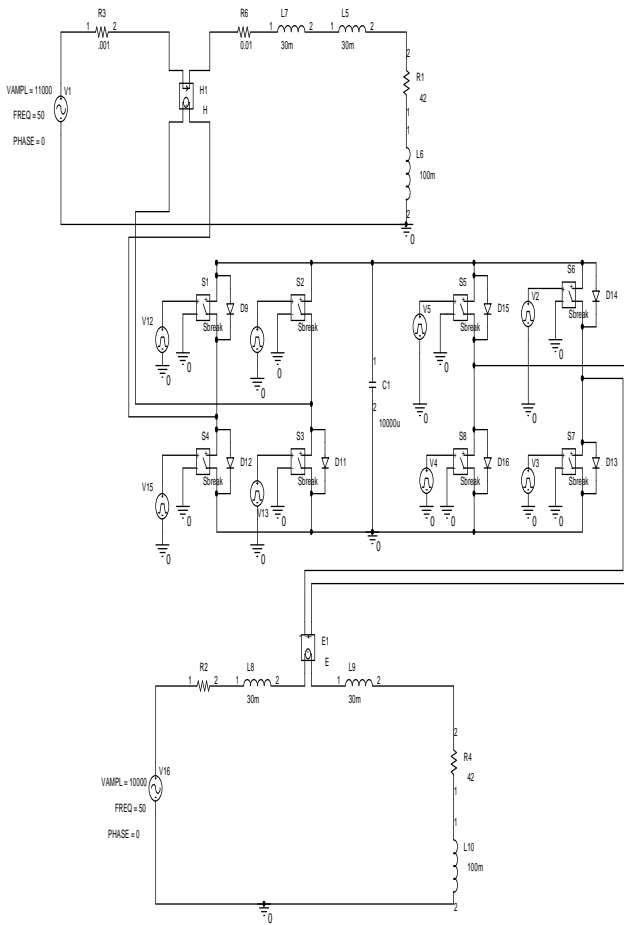 R3
1 2
.001
R6
1 2
0.01
L7
1 2
30m
L5
1 2
30m
2
R1
42
1
1
L6
100m
2
0
VAMPL = 11000
V1
FREQ = 50
PHASE = 0
H1
H
S1
D9
Sbreak
V12
0
0
S2
Sbreak
0
0
S5
V5
D15
Sbreak
0
0
S6
V2
D14
Sbreak
0
0
1
C1
2
10000u
S4
D12
Sbreak
V15
0
0
S3
D11
Sbreak
V13
0
0
S8
V4
D16
Sbreak
0
0
S7
V3
D13
Sbreak
0
0
0
E1
E
R2
1 2
L8
1 2
30m
L9
1 2
30m
2
R4
42
1
1
L10
100m
2
VAMPL = 10000
V16
FREQ = 50
PHASE = 0
0